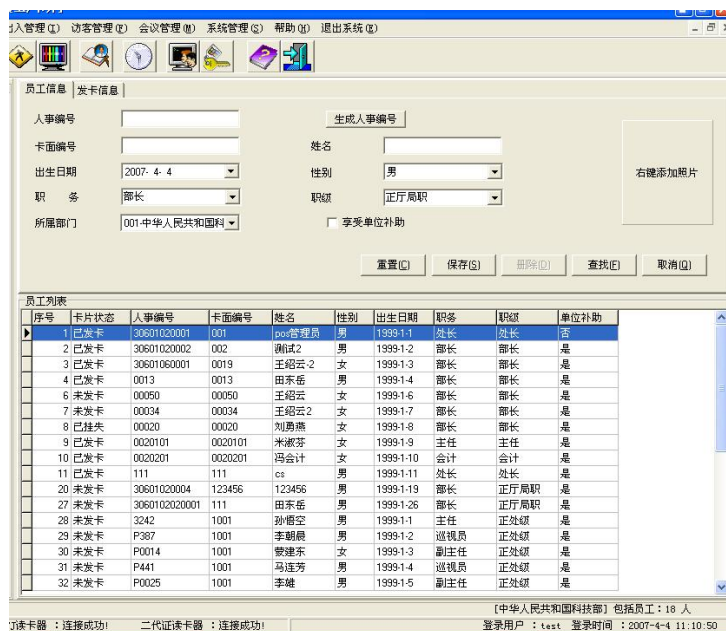 入管理(I) 访客管理(F) 会议管理(M) 系统管理(S) 帮助(H) 退出系统(E)
员工信息 发卡信息
人事编号 生成人事编号
卡面编号 姓名
出生日期 2007- 4- 4 性别 男 右键添加照片
职 务 部长 职级 正厅局职
所属部门 001-中华人民共和国科 享受单位补助
重置(C) 保存(S) 删除(D) 查找(F) 取消(Q)
员工列表
序号 卡片状态 人事编号 卡面编号 姓名 性别 出生日期 职务 职级 单位补助
1 已发卡 30601020001 001 pos管理员 男 1999-1-1 处长 处长 否
2 已发卡 30601020002 002 测试2 男 1999-1-2 部长 部长 是
3 已发卡 30601060001 0019 王绍云-2 女 1999-1-3 部长 部长 是
4 已发卡 0013 0013 田东岳 男 1999-1-4 部长 部长 是
6 未发卡 00050 00050 王绍云 女 1999-1-6 部长 部长 是
7 未发卡 00034 00034 王绍云2 女 1999-1-7 部长 部长 是
8 已挂失 00020 00020 刘勇燕 女 1999-1-8 部长 部长 是
9 已发卡 0020101 0020101 米淑芬 女 1999-1-9 主任 主任 是
10 已发卡 0020201 0020201 冯会计 女 1999-1-10 会计 会计 是
11 已发卡 111 111 cs 男 1999-1-11 处长 处长 是
20 未发卡 30601020004 123456 123456 男 1999-1-19 部长 正厅局职 是
27 未发卡 3060102020001 111 田东岳 男 1999-1-26 部长 正厅局职 是
28 未发卡 3242 1001 孙悟空 男 1999-1-1 主任 正处级 是
29 未发卡 P387 1001 李朝晨 男 1999-1-2 巡视员 正处级 是
30 未发卡 P0014 1001 蒙建东 女 1999-1-3 副主任 正处级 是
31 未发卡 P441 1001 马连芳 男 1999-1-4 巡视员 正处级 是
32 未发卡 P0025 1001 李雄 男 1999-1-5 副主任 正处级 是
[中华人民共和国科技部] 包括员工：18 人
读卡器 ：连接成功! 二代证读卡器 ：连接成功! 登录用户 ：test 登录时间 ：2007-4-4 11:10:50